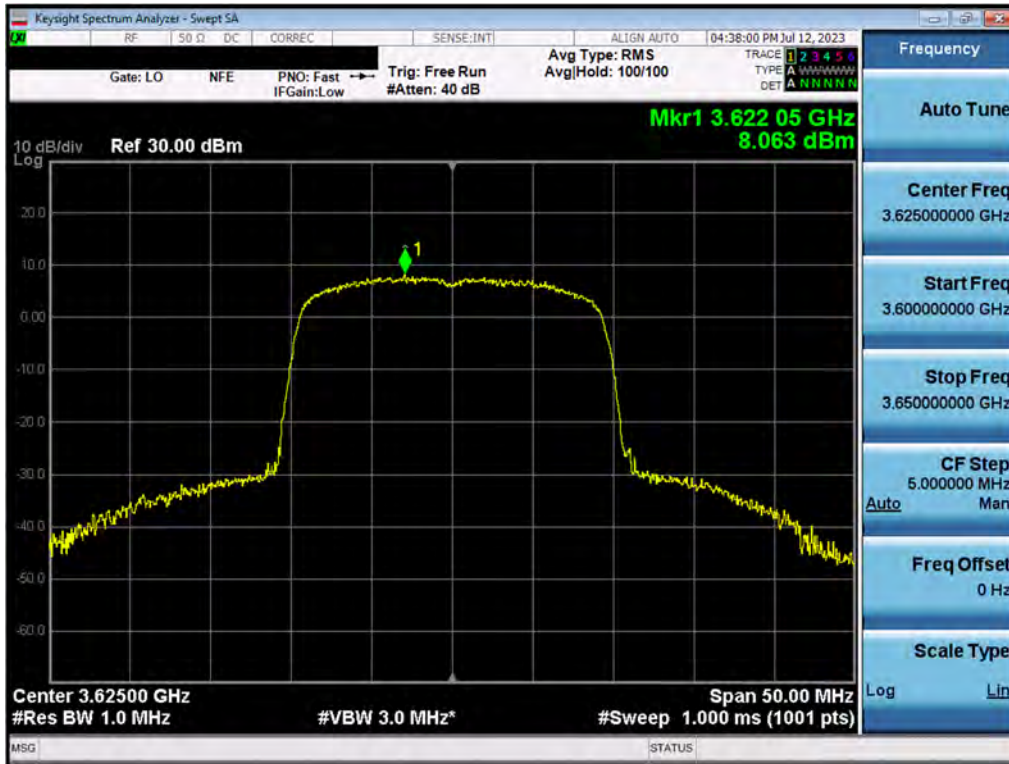 Keysight Spectrum Analyzer - Swept SA
LXI RF 50 Ω DC CORREC SENSE:INT ALIGN AUTO 04:38:00 PM Jul 12, 2023
Gate: LO NFE PNO: Fast Trig: Free Run Avg Type: RMS TRACE 1 2 3 4 5 6
IFGain:Low #Atten: 40 dB Avg|Hold: 100/100 TYPE A WWWWW
DET A N N N N N
Mkr1 3.622 05 GHz
8.063 dBm
10 dB/div Ref 30.00 dBm
Log
20.0
10.0
1
0.00
-10.0
-20.0
-30.0
-40.0
-50.0
-60.0
Center 3.62500 GHz Span 50.00 MHz
#Res BW 1.0 MHz #VBW 3.0 MHz* #Sweep 1.000 ms (1001 pts)
MSG STATUS
Frequency
Auto Tune
Center Freq
3.625000000 GHz
Start Freq
3.600000000 GHz
Stop Freq
3.650000000 GHz
CF Step
5.000000 MHz
Auto Man
Freq Offset
0 Hz
Scale Type
Log Lin